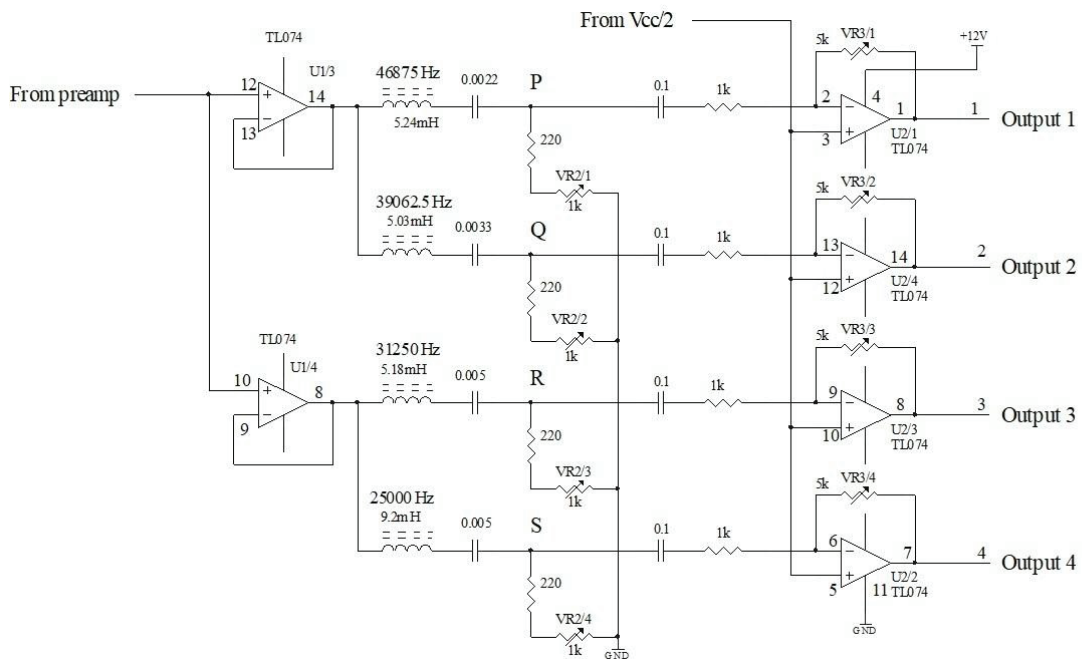 From Vcc/2
TL074
U1/3
12
14
13
From preamp
46875 Hz
5.24mH
0.0022
P
0.1
1k
5k
VR3/1
+12V
4
2
3
1
U2/1
TL074
1
Output 1
220
VR2/1
1k
39062.5 Hz
5.03mH
0.0033
Q
0.1
1k
5k
VR3/2
13
12
14
U2/4
TL074
2
Output 2
220
VR2/2
1k
TL074
U1/4
10
8
9
31250 Hz
5.18mH
0.005
R
0.1
1k
5k
VR3/3
9
10
8
U2/3
TL074
3
Output 3
220
VR2/3
1k
25000 Hz
9.2mH
0.005
S
0.1
1k
5k
VR3/4
6
5
7
U2/2
TL074
11
4
Output 4
220
VR2/4
1k
GND
GND